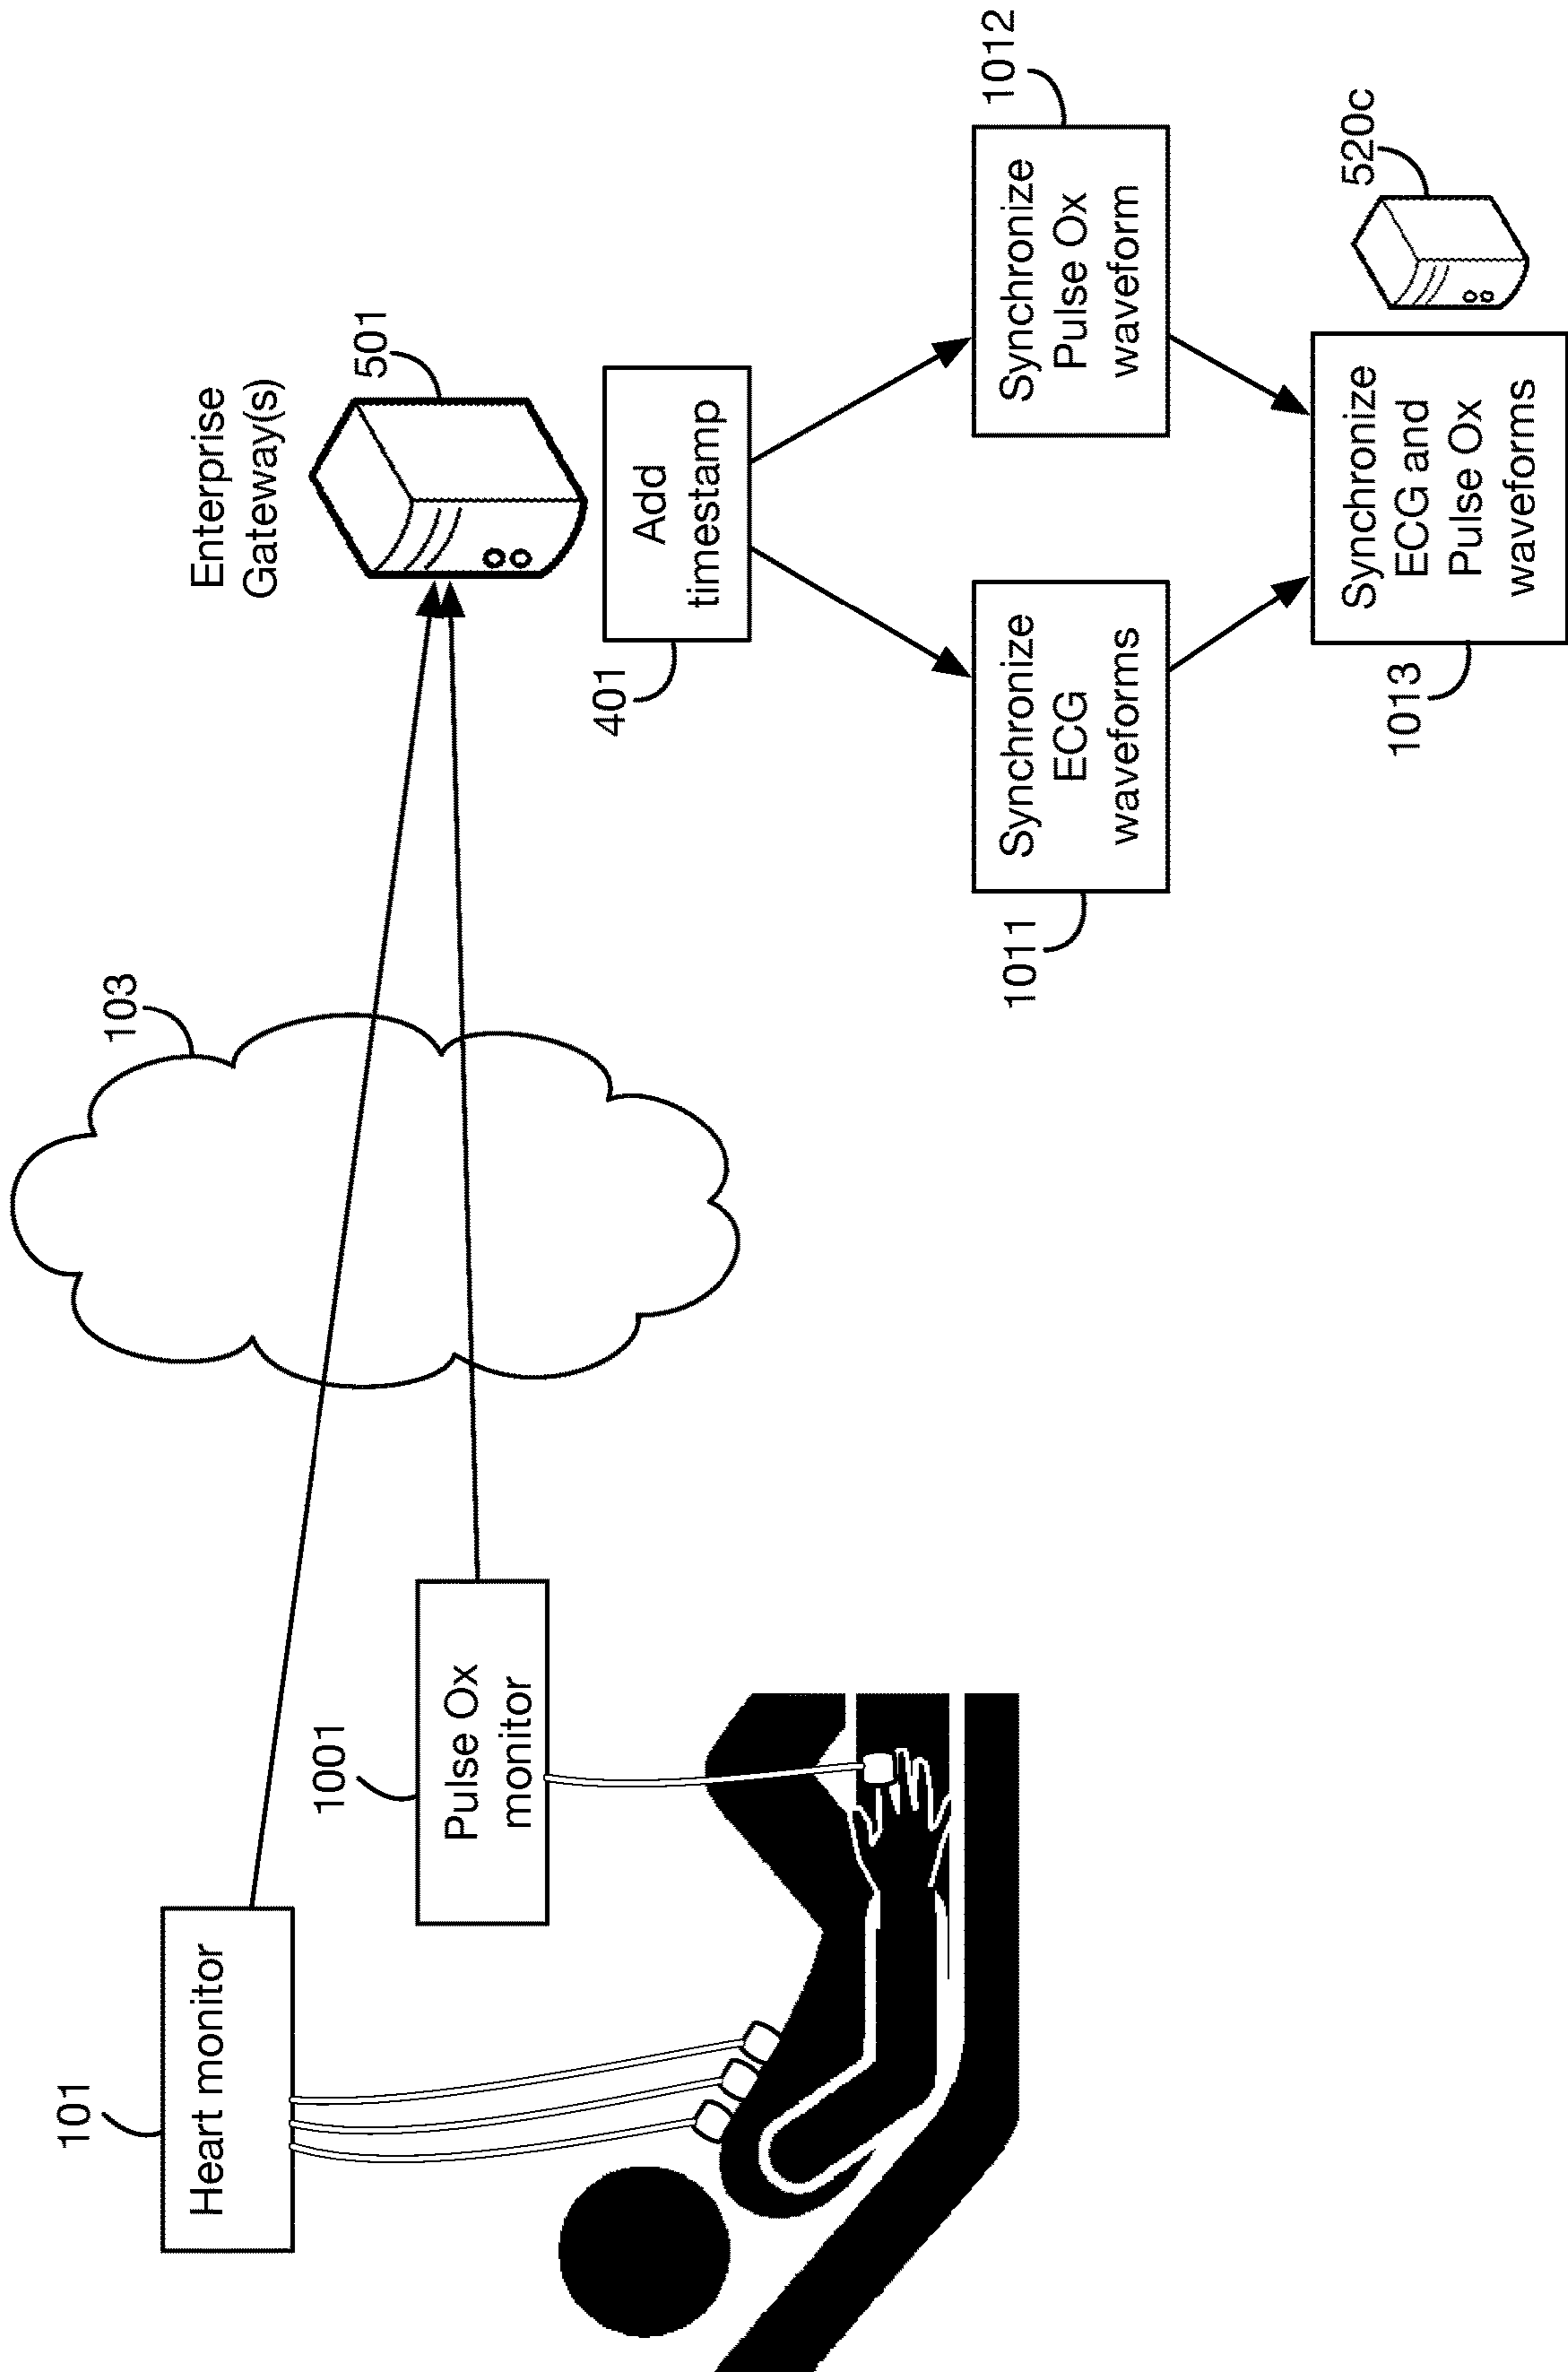 101
Heart monitor
1001
Pulse Ox
monitor
103
Enterprise
Gateway(s)
501
401
Add
timestamp
1011
Synchronize
ECG
waveforms
1012
Synchronize
Pulse Ox
waveform
1013
Synchronize
ECG and
Pulse Ox
waveforms
520c